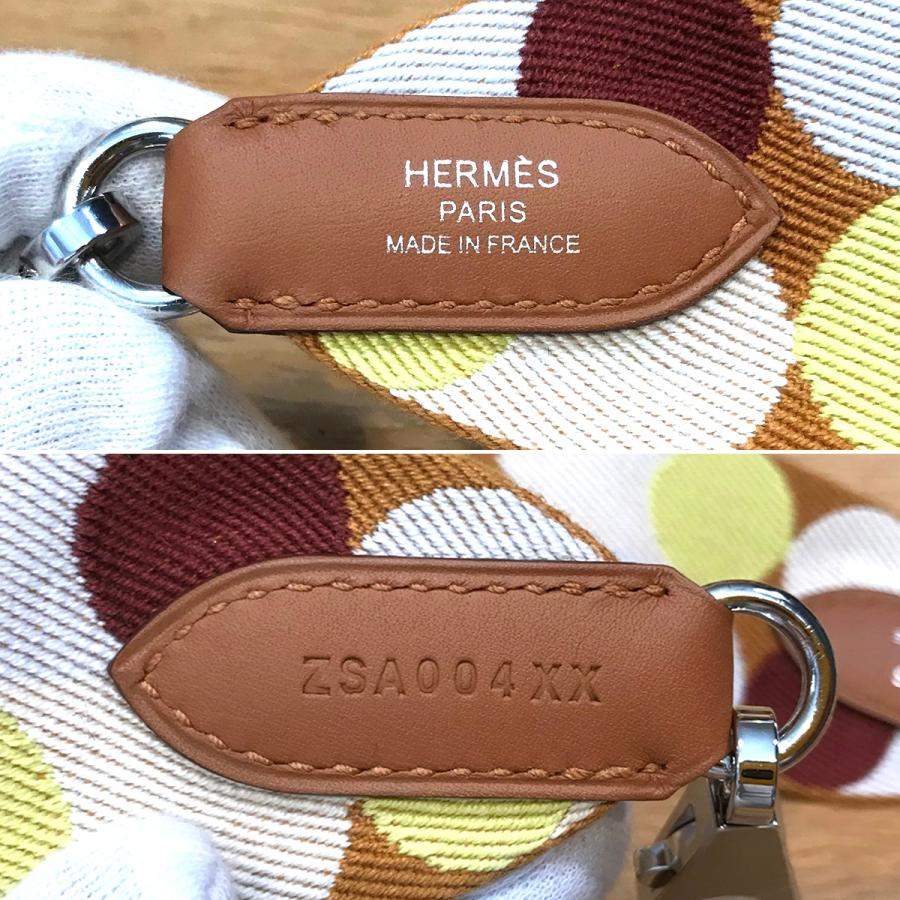 HERMÈS
PARIS
MADE IN FRANCE
ZSA004XX